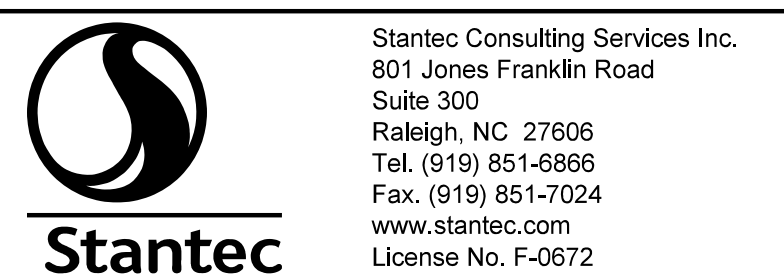 Stantec
Stantec Consulting Services Inc.
801 Jones Franklin Road
Suite 300
Raleigh, NC  27606
Tel. (919) 851-6866
Fax. (919) 851-7024
www.stantec.com
License No. F-0672